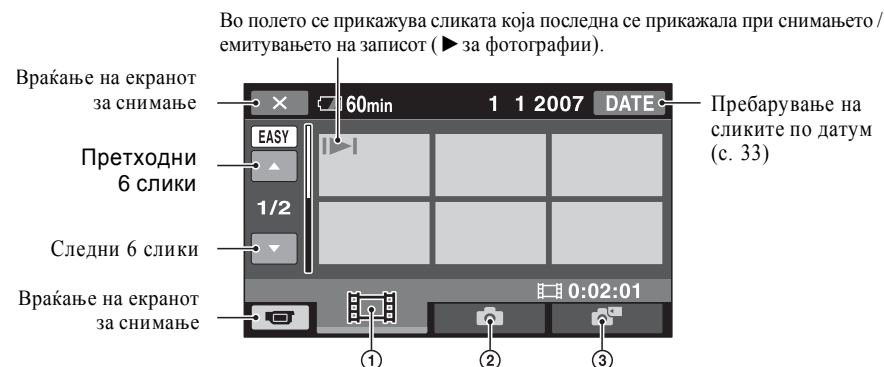 Во полето се прикажува сликата која последна се прикажала при снимањето /
емитувањето на записот ( ▶ за фотографии).
Враќање на екранот
за снимање
60min
1 1 2007
DATE
Пребарување на
сликите по датум
(с. 33)
EASY
Претходни
6 слики
1/2
Следни 6 слики
0:02:01
Враќање на екранот
за снимање
① ② ③